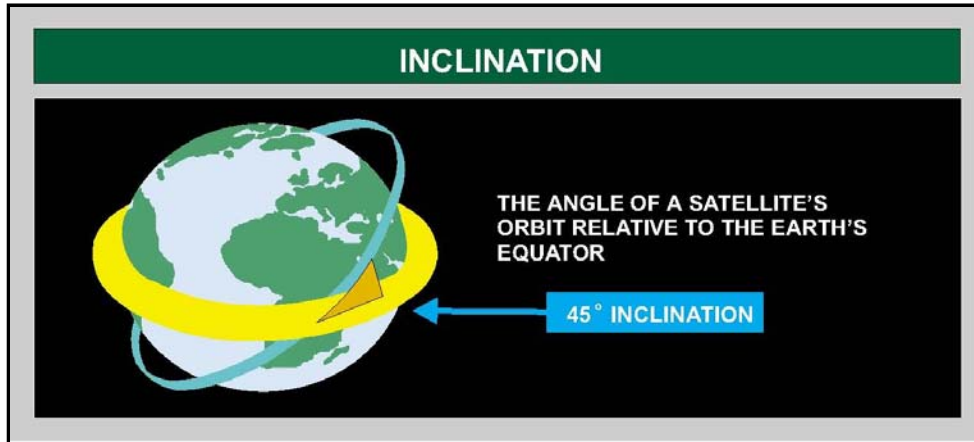 INCLINATION
THE ANGLE OF A SATELLITE'S
ORBIT RELATIVE TO THE EARTH'S
EQUATOR
45° INCLINATION